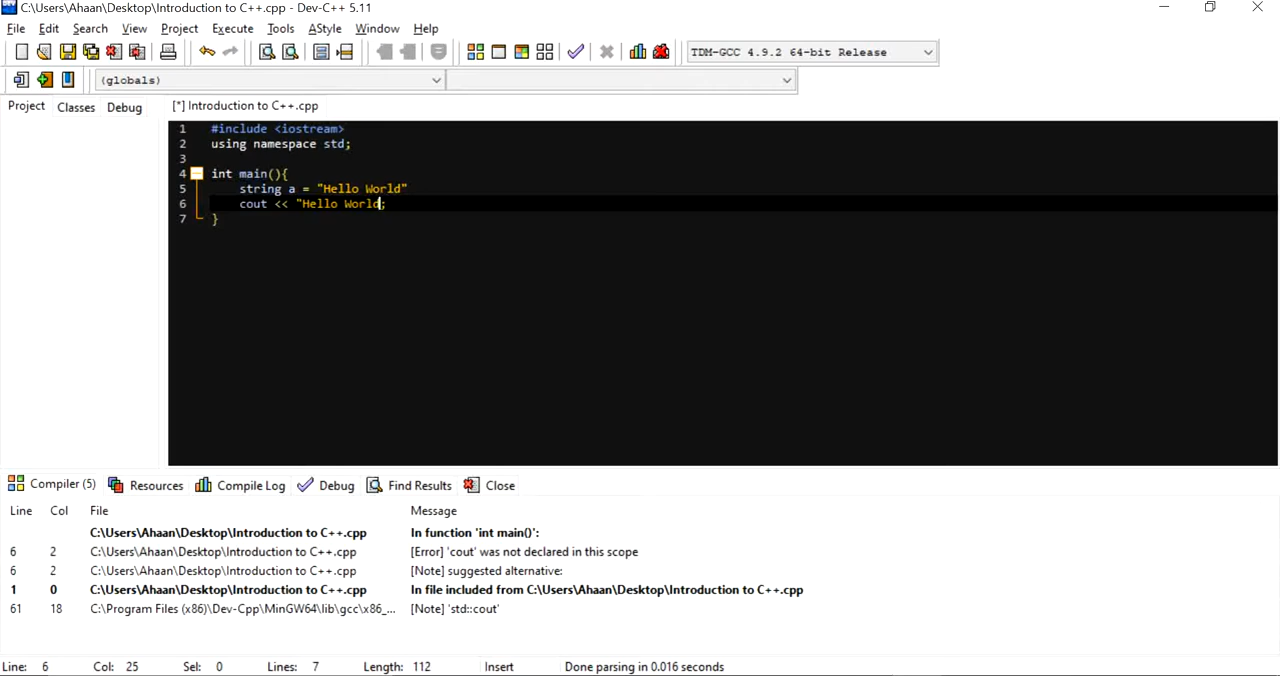 C:\Users\Ahaan\Desktop\Introduction to C++.cpp - Dev-C++ 5.11
File Edit Search View Project Execute Tools AStyle Window Help
TDM-GCC 4.9.2 64-bit Release
(globals)
Project Classes Debug [*] Introduction to C++.cpp
1 #include <iostream>
2 using namespace std;
3
4 int main(){
5 string a = "Hello World"
6 cout << "Hello World;
7 }
Compiler (5) Resources Compile Log Debug Find Results Close
Line Col File Message
C:\Users\Ahaan\Desktop\Introduction to C++.cpp In function 'int main()':
6 2 C:\Users\Ahaan\Desktop\Introduction to C++.cpp [Error] 'cout' was not declared in this scope
6 2 C:\Users\Ahaan\Desktop\Introduction to C++.cpp [Note] suggested alternative:
1 0 C:\Users\Ahaan\Desktop\Introduction to C++.cpp In file included from C:\Users\Ahaan\Desktop\Introduction to C++.cpp
61 18 C:\Program Files (x86)\Dev-Cpp\MinGW64\lib\gcc\x86_... [Note] 'std::cout'
Line: 6 Col: 25 Sel: 0 Lines: 7 Length: 112 Insert Done parsing in 0.016 seconds